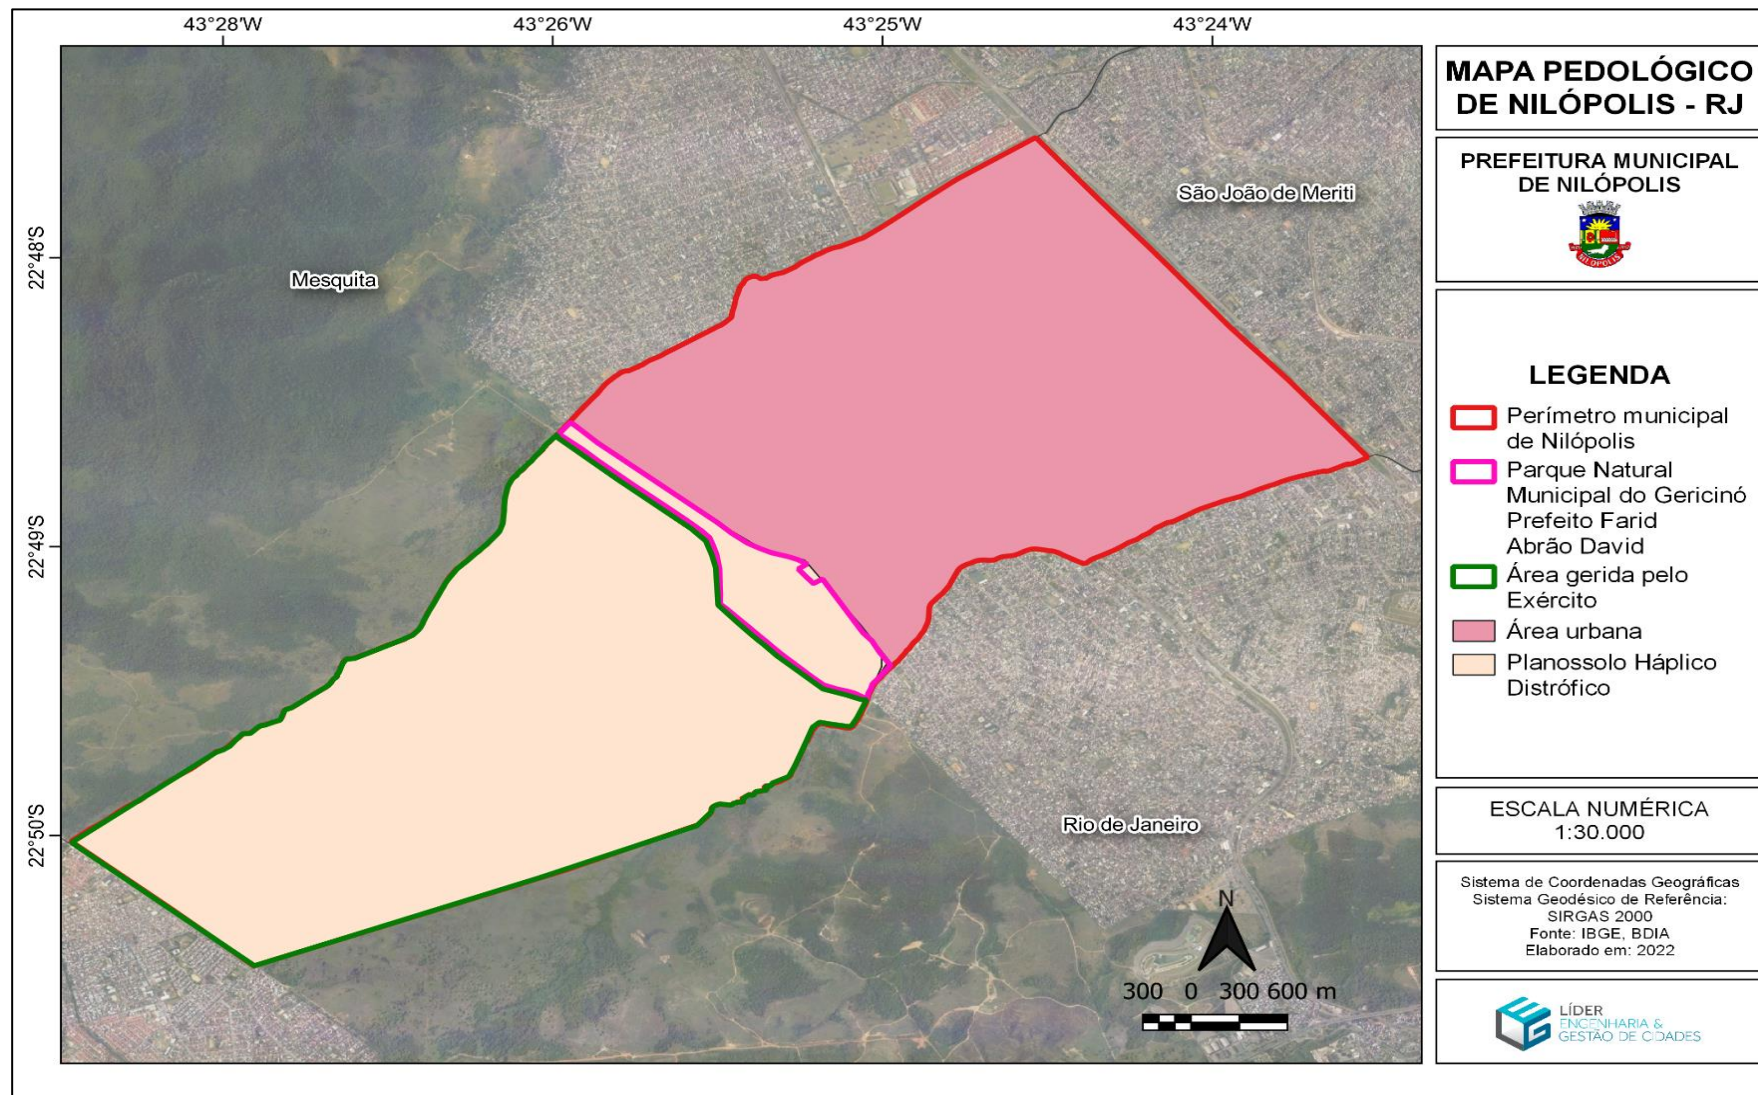 43°28'W
43°26'W
43°25'W
43°24'W
22°48'S
22°49'S
22°50'S
Mesquita
São João de Meriti
Rio de Janeiro
N
300 0 300 600 m
MAPA PEDOLÓGICO
DE NILÓPOLIS - RJ
PREFEITURA MUNICIPAL
DE NILÓPOLIS
NILÓPOLIS
LEGENDA
Perímetro municipal
de Nilópolis
Parque Natural
Municipal do Gericinó
Prefeito Farid
Abrão David
Área gerida pelo
Exército
Área urbana
Planossolo Háplico
Distrófico
ESCALA NUMÉRICA
1:30.000
Sistema de Coordenadas Geográficas
Sistema Geodésico de Referência:
SIRGAS 2000
Fonte: IBGE, BDIA
Elaborado em: 2022
LÍDER
ENGENHARIA &
GESTÃO DE CIDADES